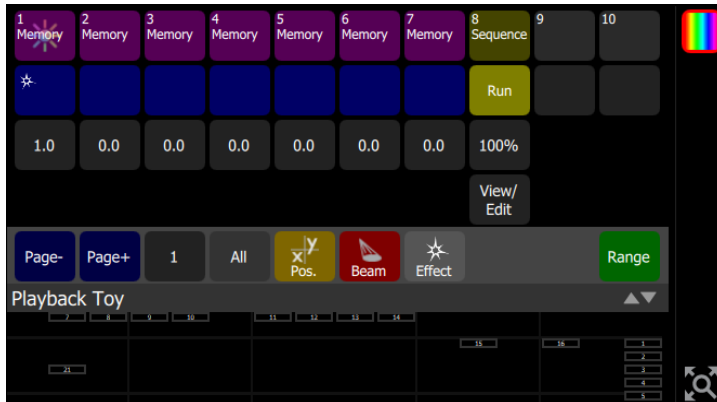 1 2 3 4 5 6 7 8 9 10
Memory Memory Memory Memory Memory Memory Memory Sequence
Run
1.0 0.0 0.0 0.0 0.0 0.0 0.0 100%
View/
Edit
Page- Page+ 1 All x y Pos. Beam Effect Range
Playback Toy
7 8 9 10 11 12 13 14
15 16 1
2
21 3
4
5